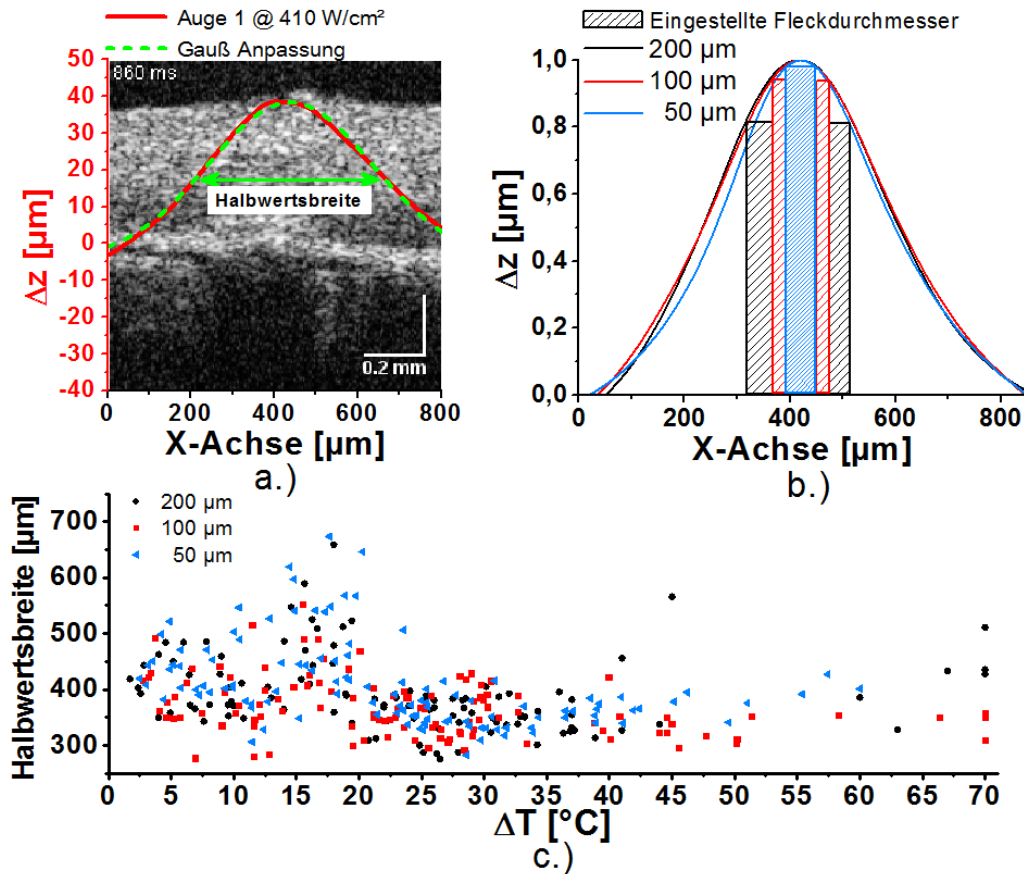 Auge 1 @ 410 W/cm²
Gauß Anpassung
860 ms
Halbwertsbreite
0.2 mm
50
40
30
20
10
0
-10
-20
-30
-40
Δz [µm]
0 200 400 600 800
X-Achse [µm]
a.)
Eingestellte Fleckdurchmesser
200 µm
100 µm
50 µm
1,0
0,8
0,6
0,4
0,2
0,0
Δz [µm]
0 200 400 600 800
X-Achse [µm]
b.)
200 µm
100 µm
50 µm
700
600
500
400
300
Halbwertsbreite [µm]
0 5 10 15 20 25 30 35 40 45 50 55 60 65 70
ΔT [°C]
c.)